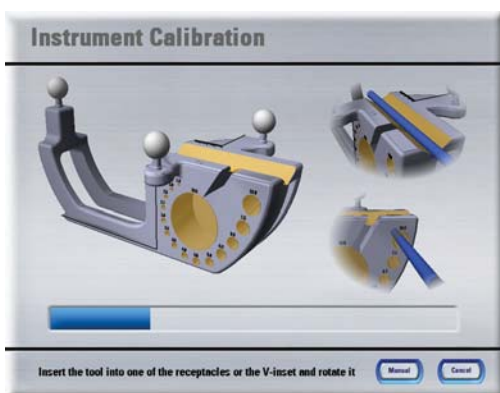 Instrument Calibration
Insert the tool into one of the receptacles or the V-inset and rotate it
Manual
Cancel